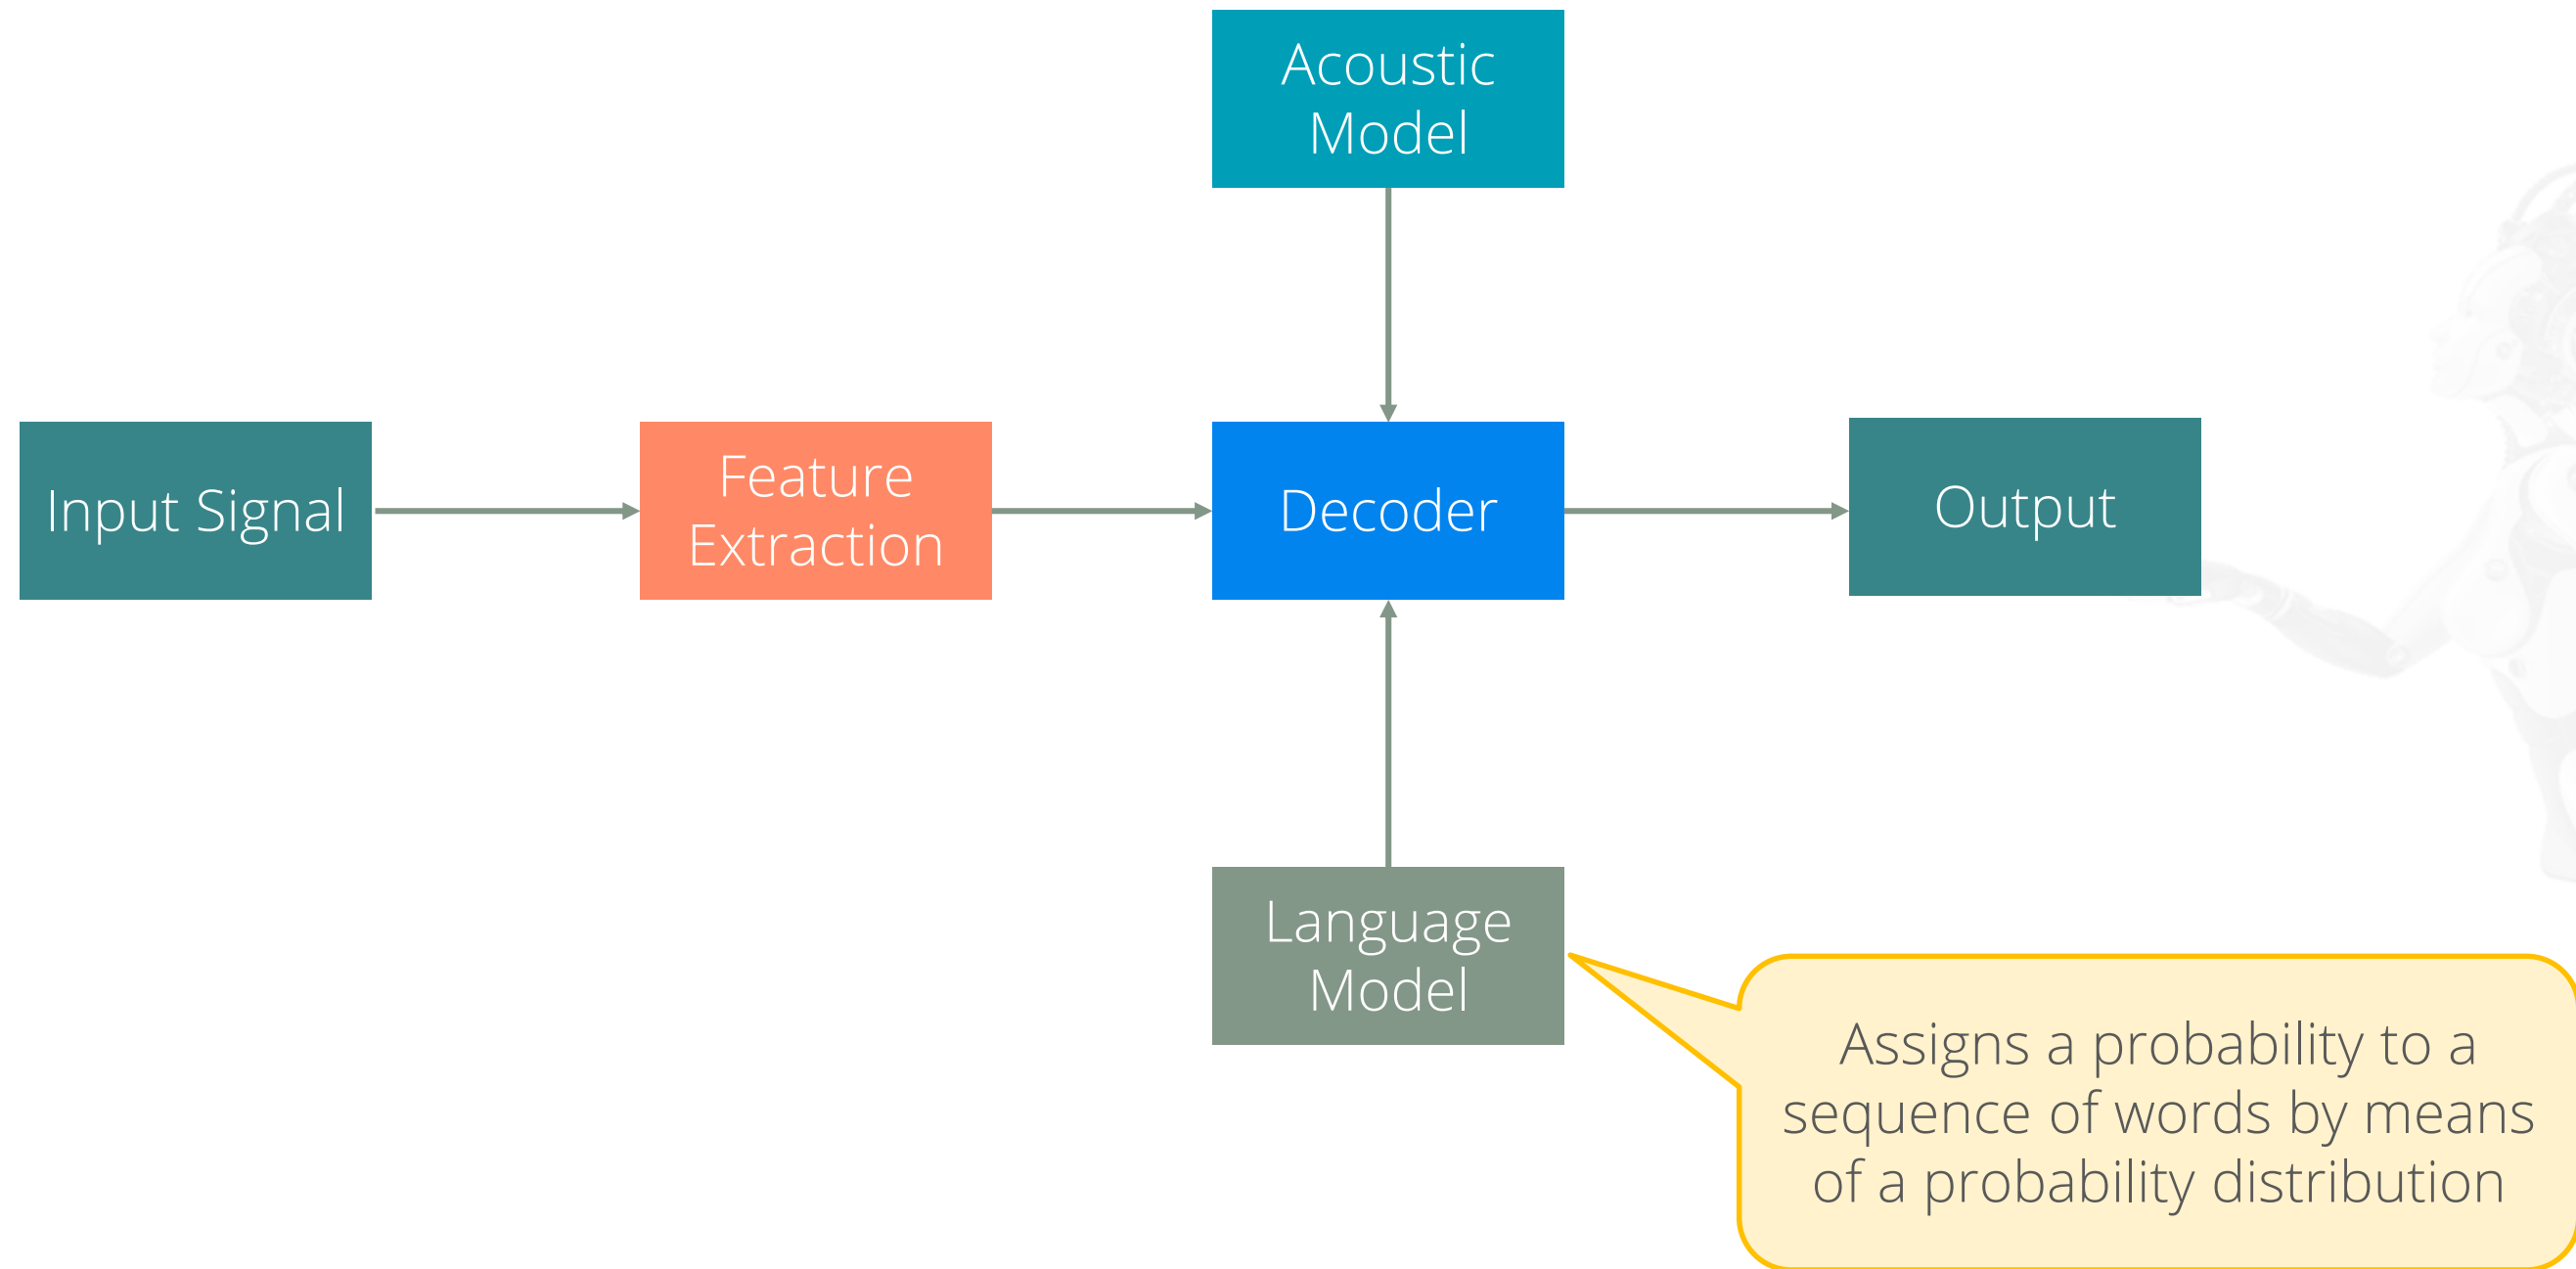 Acoustic
Model
Input Signal
Feature
Extraction
Decoder
Output
Language
Model
Assigns a probability to a
sequence of words by means
of a probability distribution